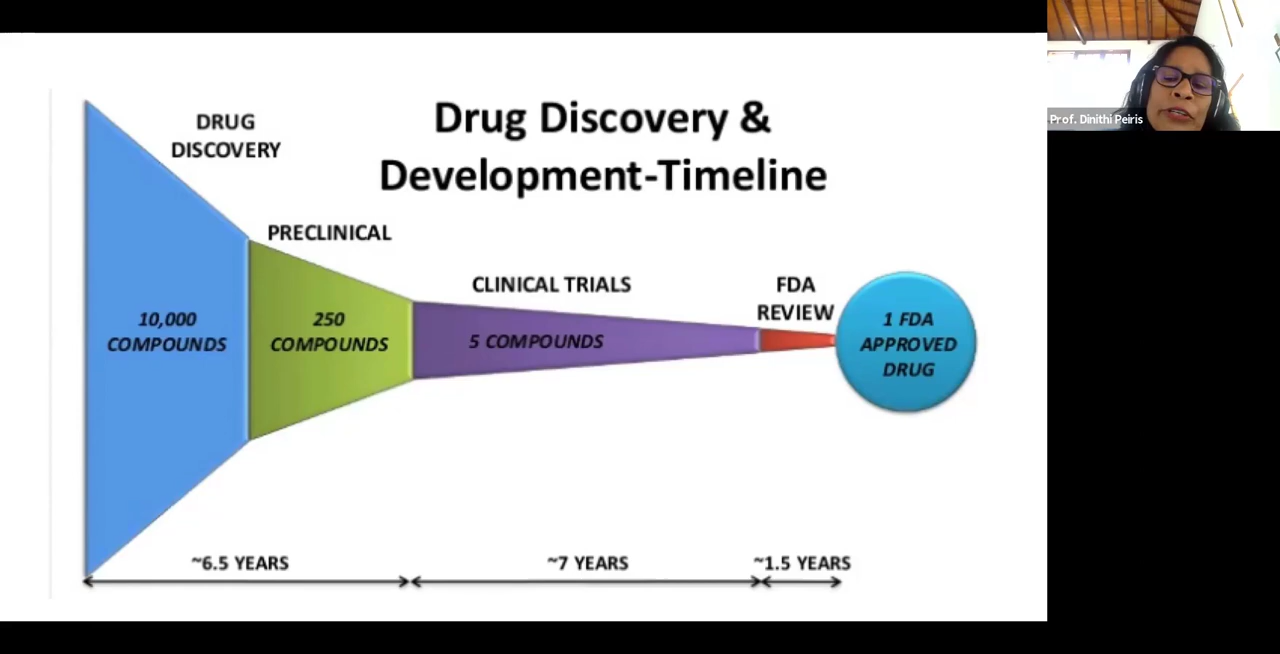 Drug Discovery &
Development-Timeline
DRUG
DISCOVERY
PRECLINICAL
CLINICAL TRIALS
FDA
REVIEW
10,000
COMPOUNDS
250
COMPOUNDS
5 COMPOUNDS
1 FDA
APPROVED
DRUG
~6.5 YEARS
~7 YEARS
~1.5 YEARS
Prof. Dinithi Peiris